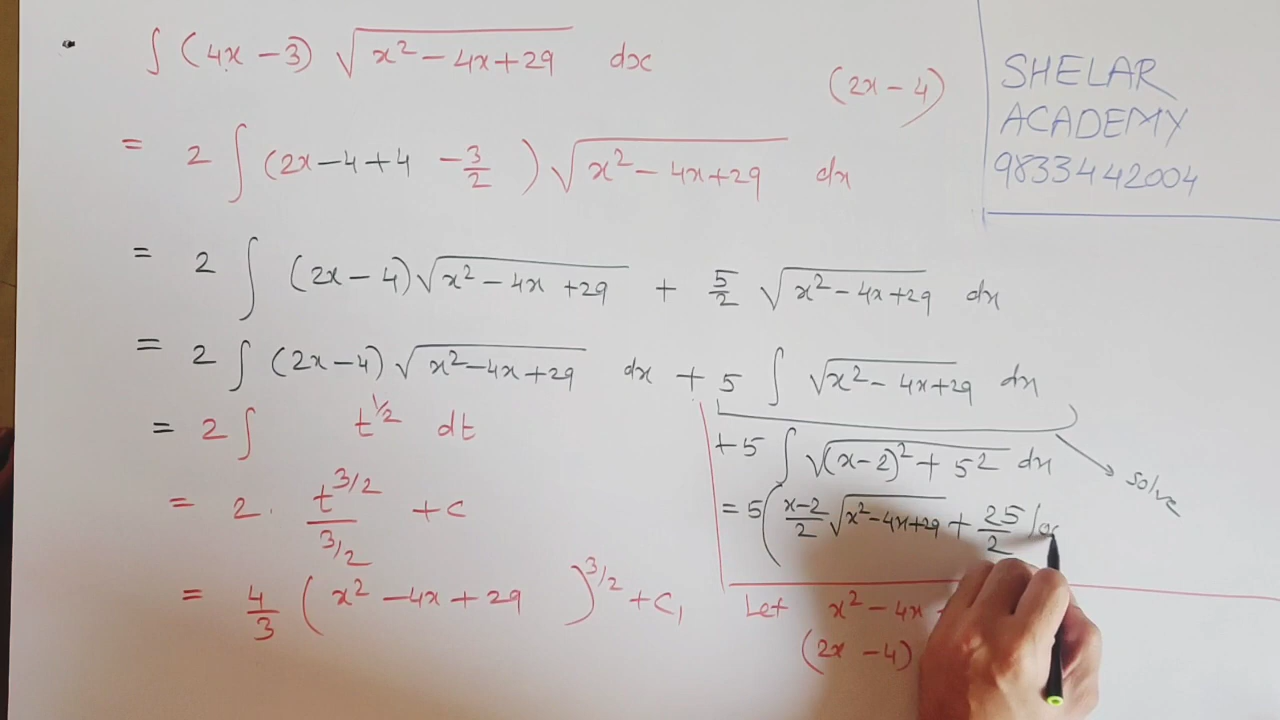 ∫ (4x − 3) √(x² − 4x + 29) dx
(2x − 4)
SHELAR
ACADEMY
9833442004
= 2 ∫ (2x − 4 + 4 − 3/2 ) √(x² − 4x + 29) dx
= 2 ∫ (2x − 4) √(x² − 4x + 29) + 5/2 √(x² − 4x + 29) dx
= 2 ∫ (2x − 4) √(x² − 4x + 29) dx + 5 ∫ √(x² − 4x + 29) dx
= 2 ∫ t^1/2 dt
= 2 · t^3/2 / 3/2 + c
= 4/3 (x² − 4x + 29)^3/2 + C₁
+ 5 ∫ √((x − 2)² + 5²) dx
solve
= 5 ( x−2/2 √(x² − 4x + 29) + 25/2 log
Let x² − 4x
(2x − 4)